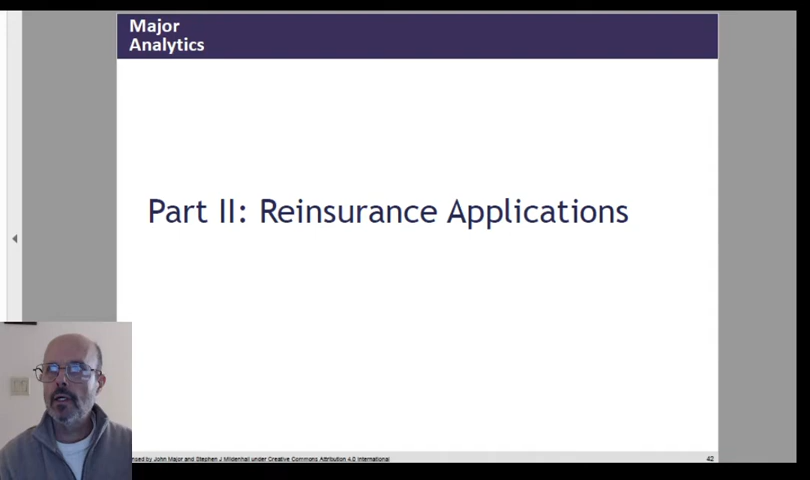 Major
Analytics
Part II: Reinsurance Applications
by John Major and Stephen J Mildenhall under Creative Commons Attribution 4.0 International
42